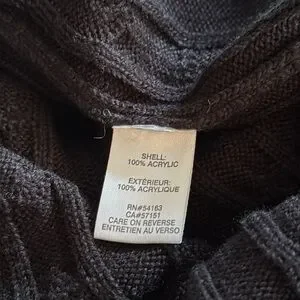 SHELL:
100% ACRYLIC
EXTÉRIEUR:
100% ACRYLIQUE
RN#54163
CA#57151
CARE ON REVERSE
ENTRETIEN AU VERSO